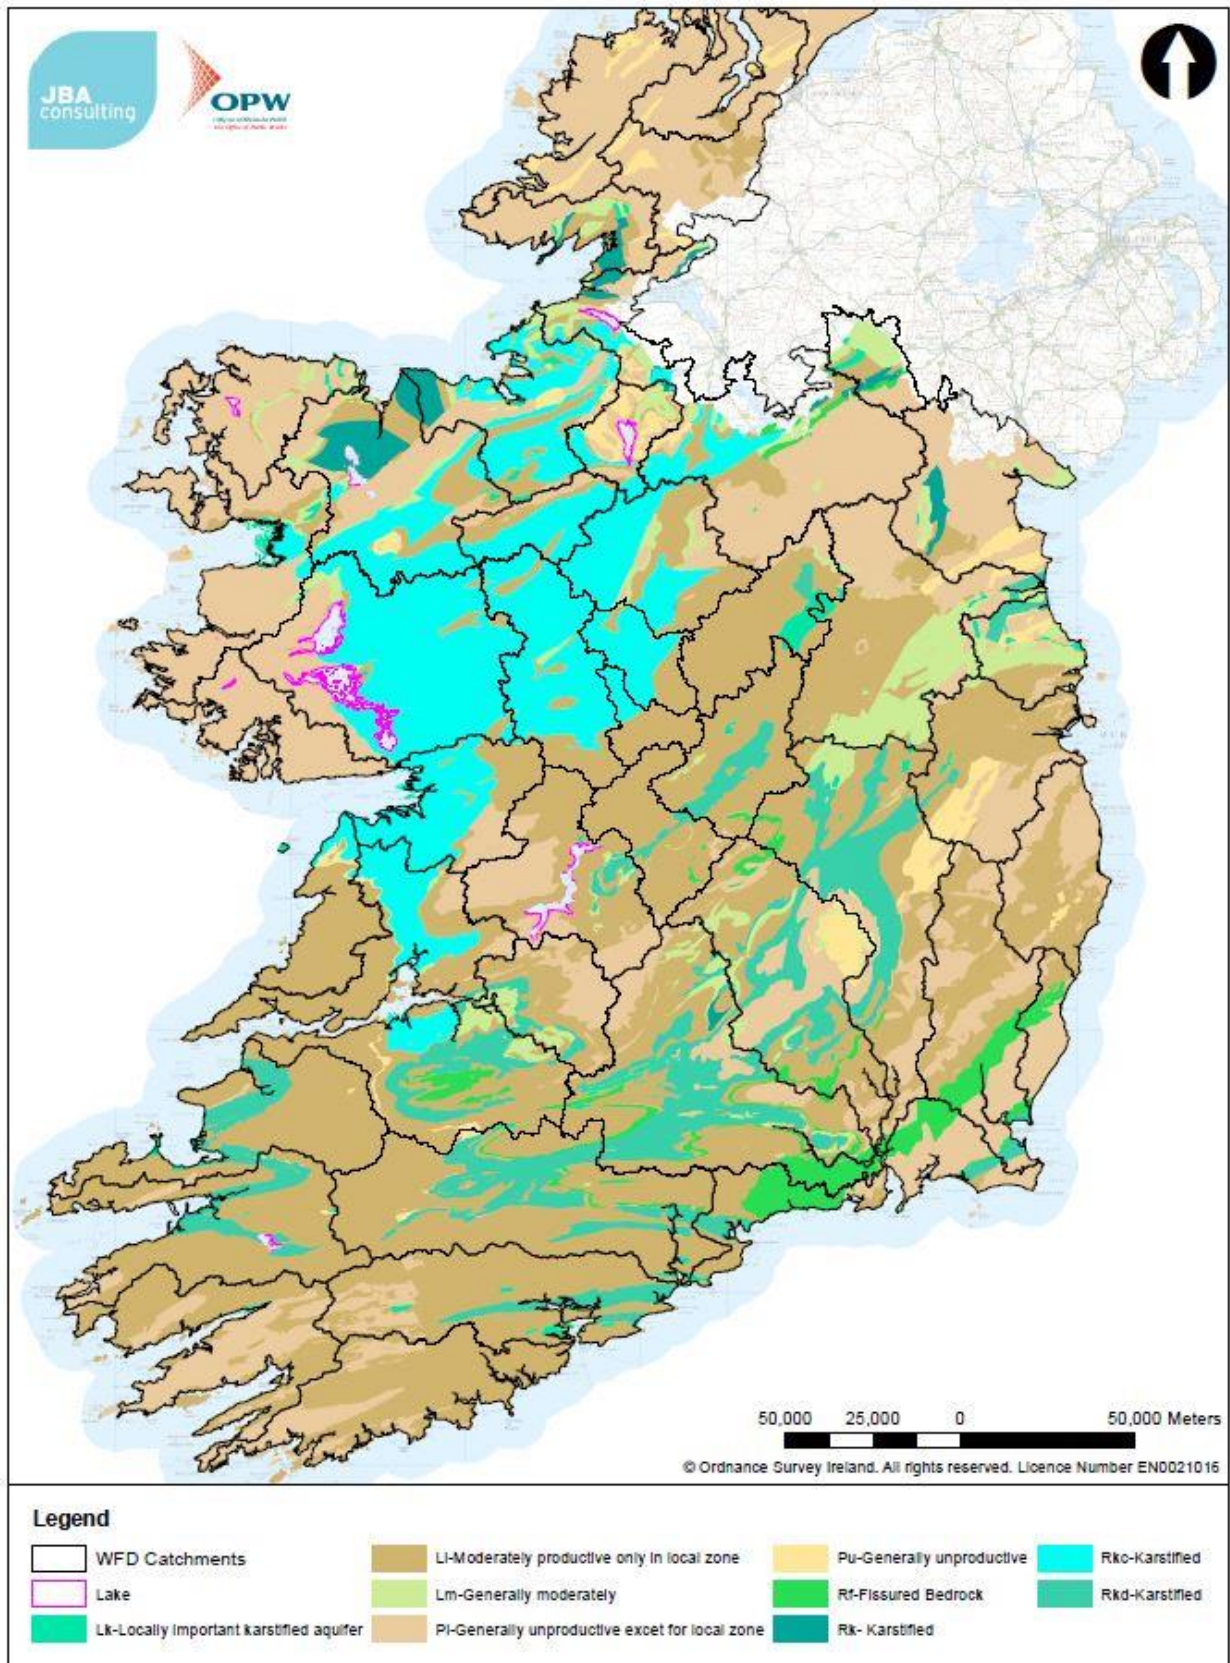 JBA
consulting
OPW
50,000 25,000 0 50,000 Meters
© Ordnance Survey Ireland. All rights reserved. Licence Number EN0021016
Legend
WFD Catchments
Lake
Lk-Locally important karstified aquifer
Ll-Moderately productive only in local zone
Lm-Generally moderately
Pl-Generally unproductive excet for local zone
Pu-Generally unproductive
Rf-Fissured Bedrock
Rk- Karstified
Rkc-Karstified
Rkd-Karstified